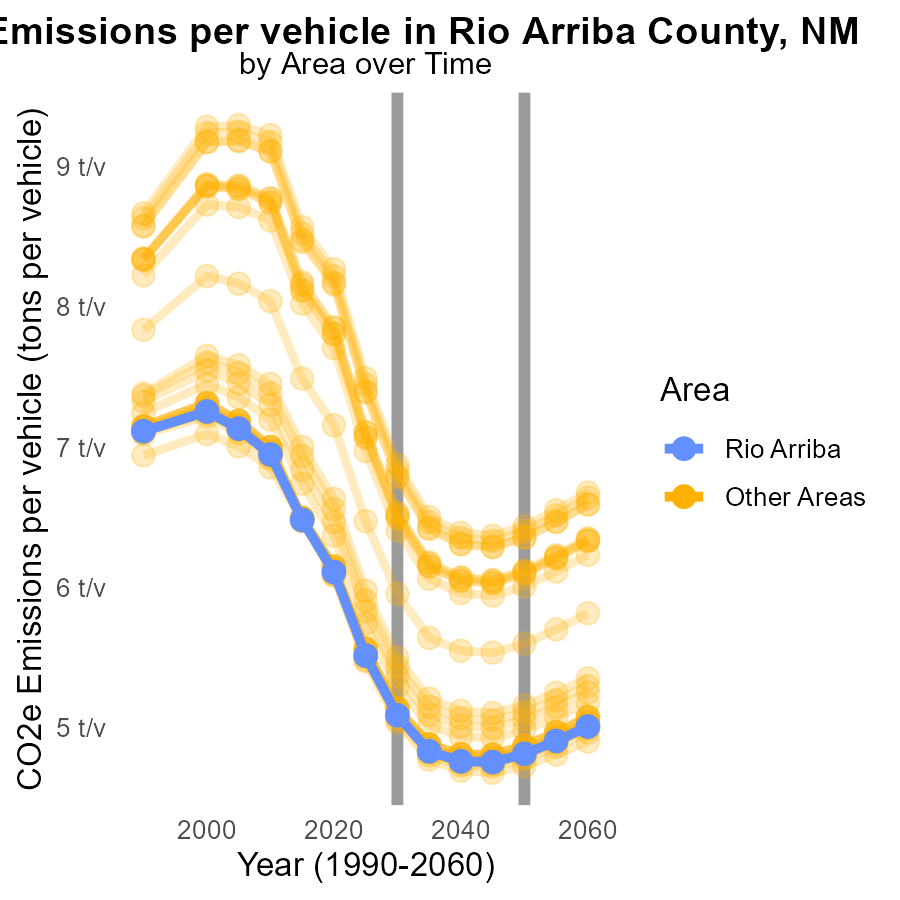 Emissions per vehicle in Rio Arriba County, NM
by Area over Time
CO2e Emissions per vehicle (tons per vehicle)
9 t/v
8 t/v
7 t/v
6 t/v
5 t/v
2000 2020 2040 2060
Year (1990-2060)
Area
Rio Arriba
Other Areas